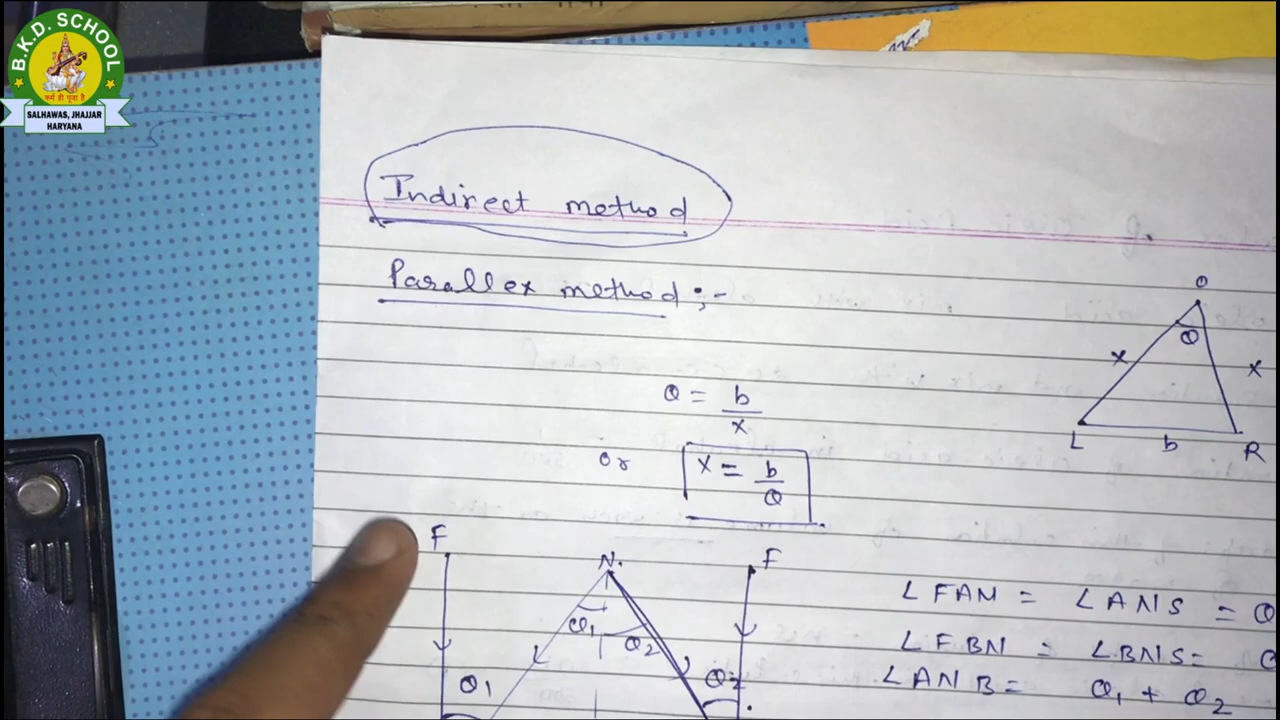 B.K.D. SCHOOL
कर्म ही पूजा है
SALHAWAS, JHAJJAR
HARYANA
Indirect method
Parallex method :-
O
θ
x
x
L
b
R
θ = b/x
or x = b/θ
F
N.
F
θ1
θ2
θ1
θ2
∠FAN = ∠ANS = θ
∠FBN = ∠BNS =
∠ANB = θ1 + θ2